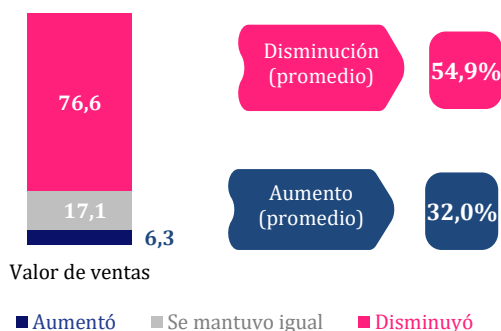 76,6
17,1
6,3
Valor de ventas
Disminución
(promedio)
54,9%
Aumento
(promedio)
32,0%
Aumentó
Se mantuvo igual
Disminuyó